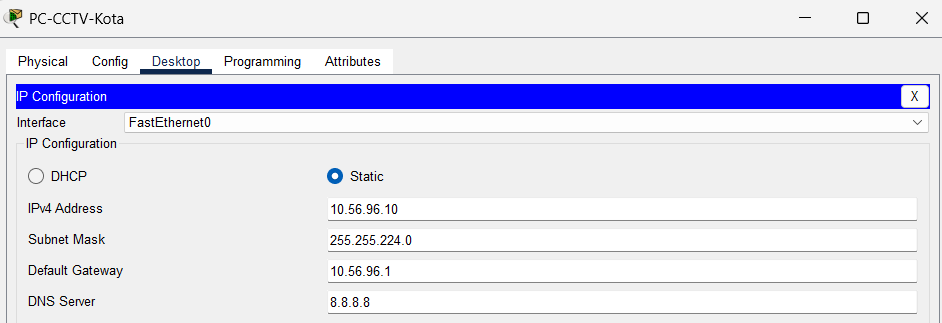 PC-CCTV-Kota
Physical Config Desktop Programming Attributes
IP Configuration X
Interface FastEthernet0
IP Configuration
DHCP Static
IPv4 Address 10.56.96.10
Subnet Mask 255.255.224.0
Default Gateway 10.56.96.1
DNS Server 8.8.8.8